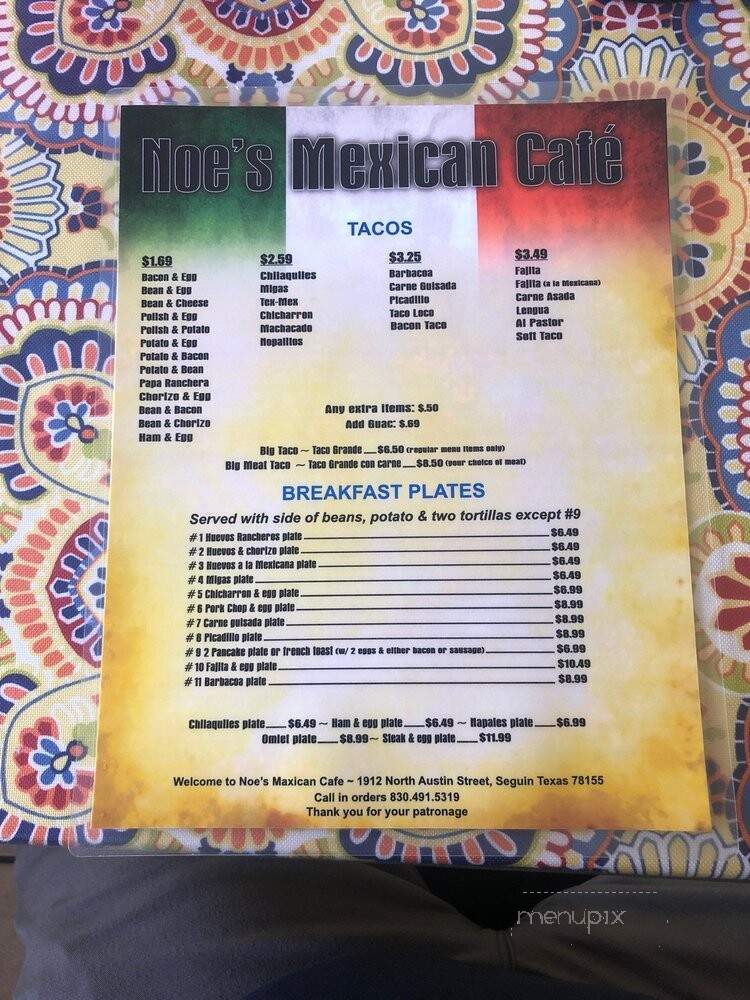 Noe's Mexican Café
TACOS
$1.69
Bacon & Egg
Bean & Egg
Bean & Cheese
Polish & Egg
Polish & Potato
Potato & Egg
Potato & Bacon
Potato & Bean
Papa Ranchera
Chorizo & Egg
Bean & Bacon
Bean & Chorizo
Ham & Egg
$2.59
Chilaquiles
Migas
Tex-Mex
Chicharron
Machacado
Nopalitos
$3.25
Barbacoa
Carne Guisada
Picadillo
Taco Loco
Bacon Taco
$3.49
Fajita
Fajita (a la Mexicana)
Carne Asada
Lengua
Al Pastor
Soft Taco
Any extra items: $.50
Add Guac: $.69
Big Taco ~ Taco Grande $6.50 (regular menu items only)
Big Meat Taco ~ Taco Grande con carne $8.50 (your choice of meat)
BREAKFAST PLATES
Served with side of beans, potato & two tortillas except #9
# 1 Huevos Rancheros plate $6.49
# 2 Huevos & chorizo plate $6.49
# 3 Huevos a la Mexicana plate $6.49
# 4 Migas plate $6.49
# 5 Chicharron & egg plate $6.99
# 6 Pork Chop & egg plate $8.99
# 7 Carne guisada plate $8.99
# 8 Picadillo plate $8.99
# 9 2 Pancake plate or french toast (w/ 2 eggs & either bacon or sausage) $6.99
# 10 Fajita & egg plate $10.49
# 11 Barbacoa plate $8.99
Chilaquiles plate $6.49 ~ Ham & egg plate $6.49 ~ Napales plate $6.99
Omlet plate $8.99 ~ Steak & egg plate $11.99
Welcome to Noe's Maxican Cafe ~ 1912 North Austin Street, Seguin Texas 78155
Call in orders 830.491.5319
Thank you for your patronage
menupix